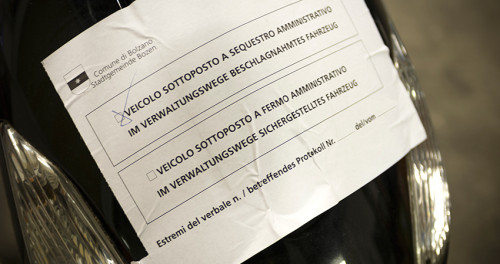 Comune di Bolzano
Stadtgemeinde Bozen
VEICOLO SOTTOPOSTO A SEQUESTRO AMMINISTRATIVO
IM VERWALTUNGSWEGE BESCHLAGNAHMTES FAHRZEUG
VEICOLO SOTTOPOSTO A FERMO AMMINISTRATIVO
IM VERWALTUNGSWEGE SICHERGESTELLTES FAHRZEUG
Estremi del verbale n. / betreffendes Protokoll Nr. del/vom